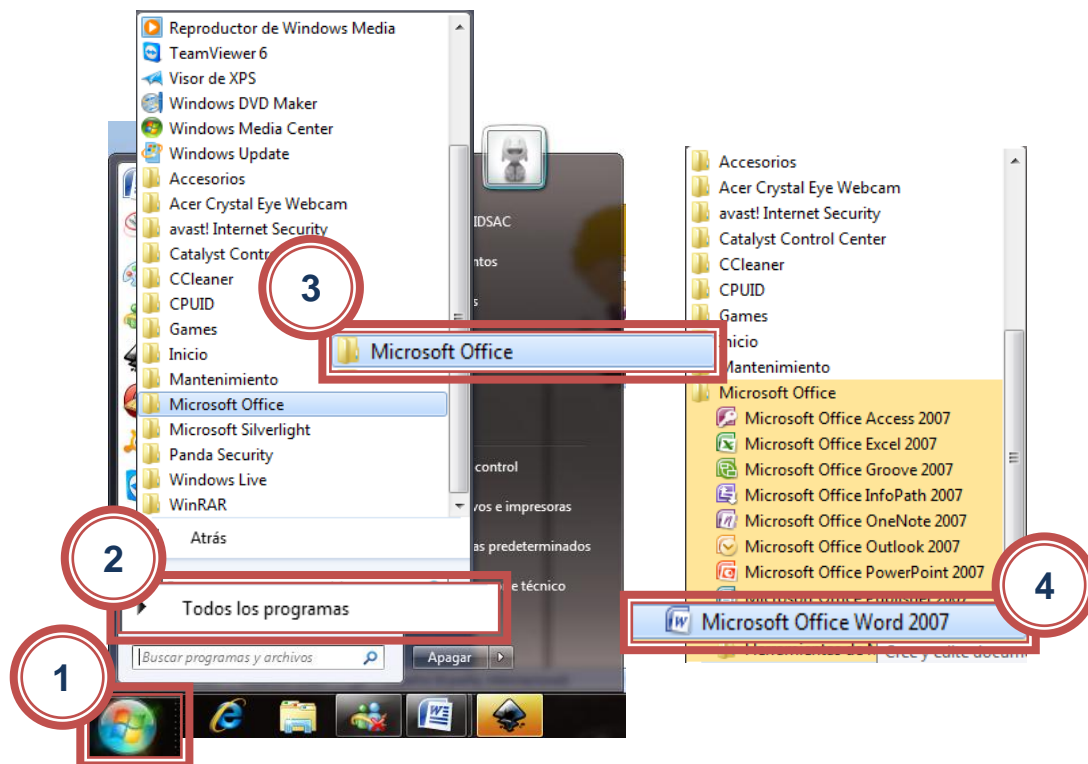 Reproductor de Windows Media
TeamViewer 6
Visor de XPS
Windows DVD Maker
Windows Media Center
Windows Update
Accesorios
Acer Crystal Eye Webcam
avast! Internet Security
Catalyst Contr
CCleaner
CPUID
Games
Inicio
Mantenimiento
Microsoft Office
Microsoft Silverlight
Panda Security
Windows Live
WinRAR
Atrás
3
Microsoft Office
2
Todos los programas
Buscar programas y archivos
Apagar
1
IDSAC
ntos
s
control
vos e impresoras
as predeterminados
e técnico
Accesorios
Acer Crystal Eye Webcam
avast! Internet Security
Catalyst Control Center
CCleaner
CPUID
Games
nicio
Mantenimiento
Microsoft Office
Microsoft Office Access 2007
Microsoft Office Excel 2007
Microsoft Office Groove 2007
Microsoft Office InfoPath 2007
Microsoft Office OneNote 2007
Microsoft Office Outlook 2007
Microsoft Office PowerPoint 2007
4
Microsoft Office Word 2007